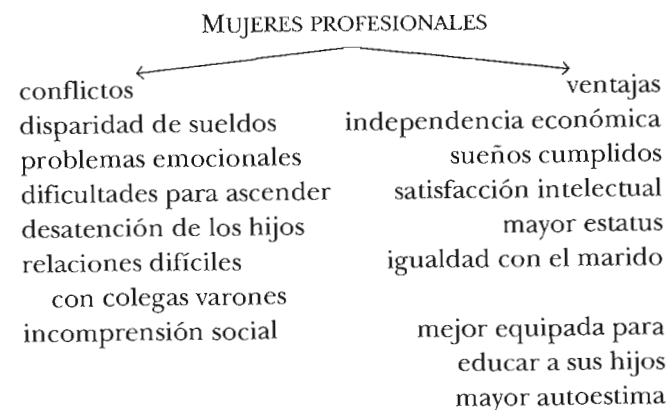 MUJERES PROFESIONALES
conflictos
disparidad de sueldos
problemas emocionales
dificultades para ascender
desatención de los hijos
relaciones difíciles
con colegas varones
incomprensión social
ventajas
independencia económica
sueños cumplidos
satisfacción intelectual
mayor estatus
igualdad con el marido
mejor equipada para
educar a sus hijos
mayor autoestima